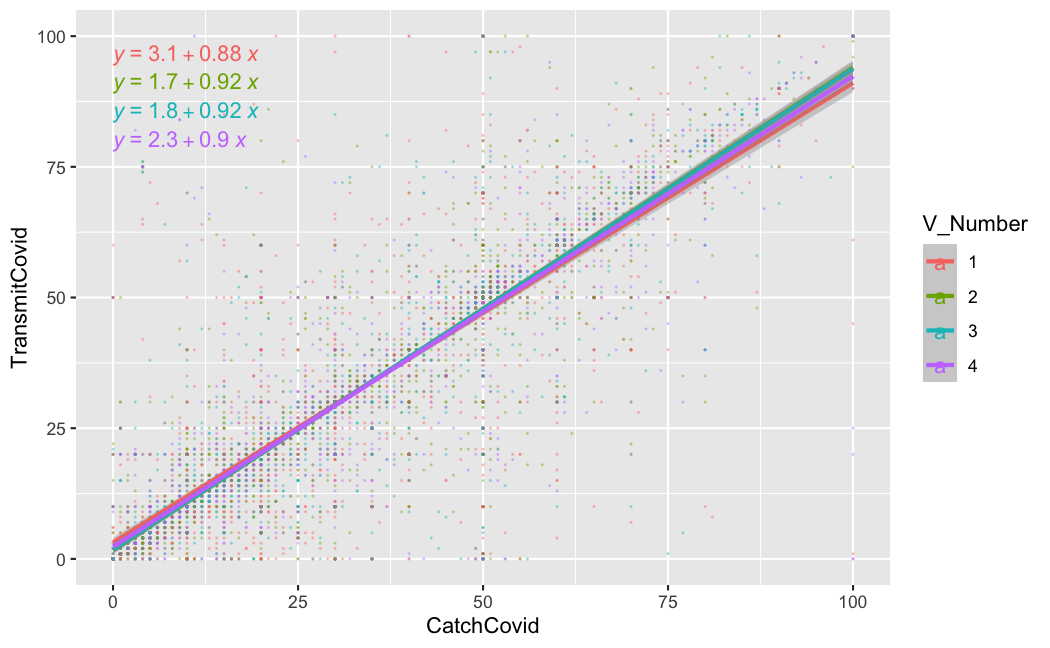 y = 3.1 + 0.88 x
y = 1.7 + 0.92 x
y = 1.8 + 0.92 x
y = 2.3 + 0.9 x
100
75
50
25
0
TransmitCovid
0 25 50 75 100
CatchCovid
V_Number
a 1
a 2
a 3
a 4